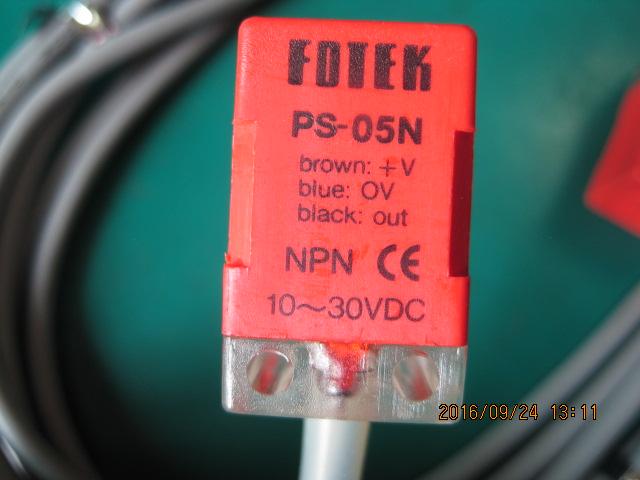 FOTEK
PS-05N
brown: +V
blue: OV
black: out
NPN CE
10~30VDC
2016/09/24 13:11